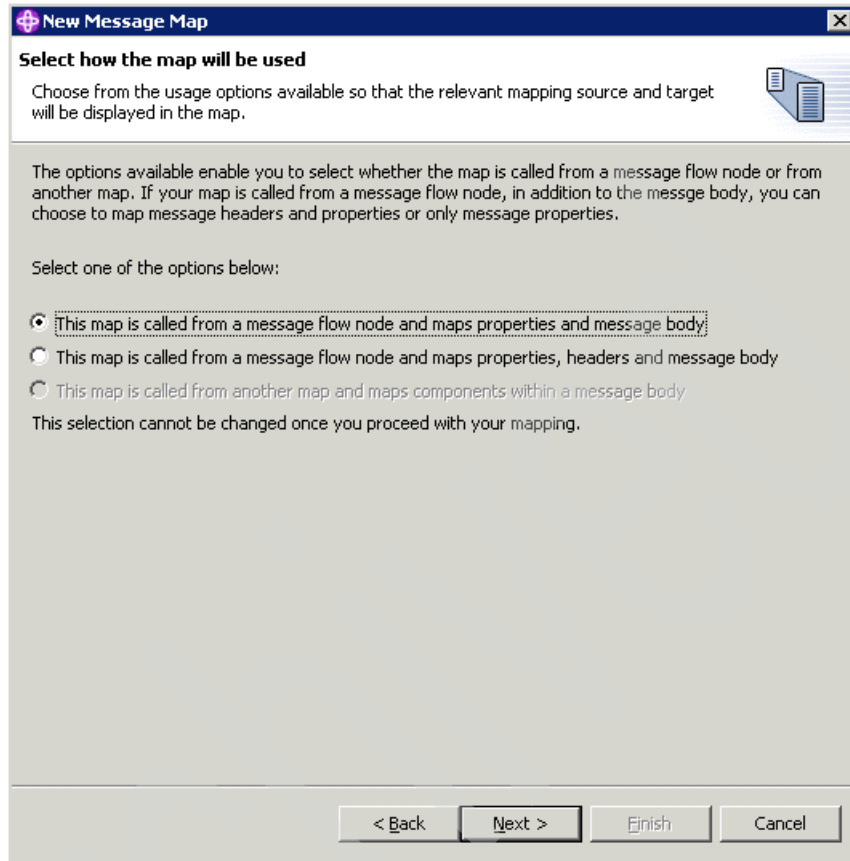 New Message Map
Select how the map will be used
Choose from the usage options available so that the relevant mapping source and target
will be displayed in the map.
The options available enable you to select whether the map is called from a message flow node or from
another map. If your map is called from a message flow node, in addition to the messge body, you can
choose to map message headers and properties or only message properties.
Select one of the options below:
This map is called from a message flow node and maps properties and message body
This map is called from a message flow node and maps properties, headers and message body
This map is called from another map and maps components within a message body
This selection cannot be changed once you proceed with your mapping.
< Back Next > Finish Cancel